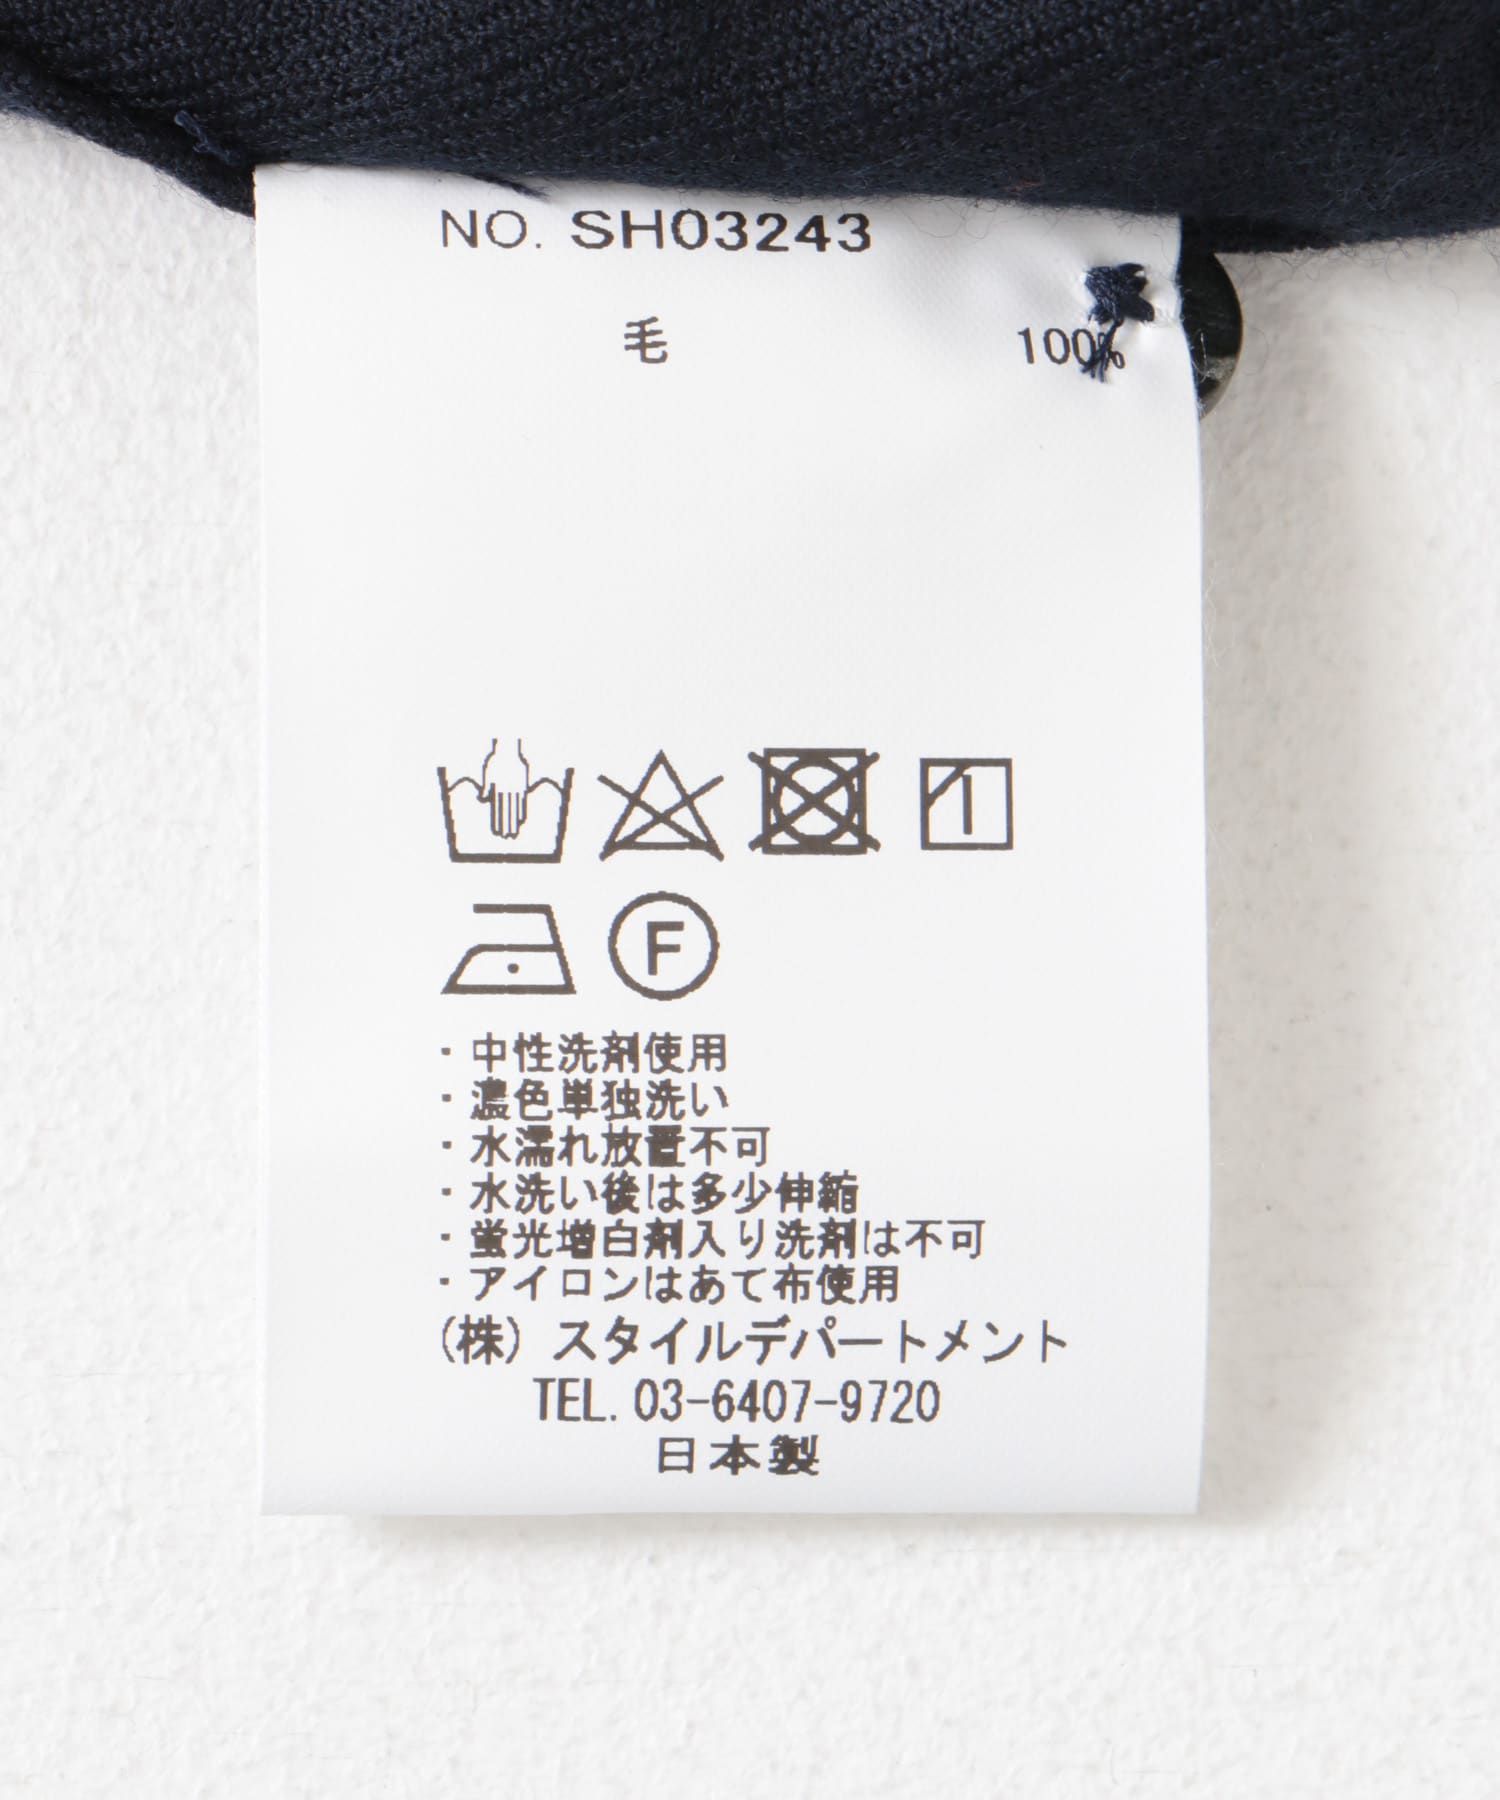 NO. SH03243
毛 100%
F
・中性洗剤使用
・濃色単独洗い
・水濡れ放置不可
・水洗い後は多少伸縮
・蛍光増白剤入り洗剤は不可
・アイロンはあて布使用
(株) スタイルデパートメント
TEL. 03-6407-9720
日本製